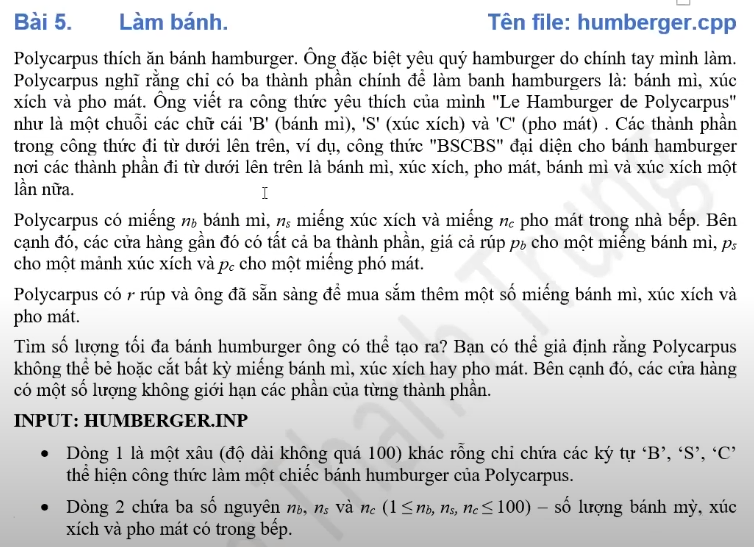 Bài 5. Làm bánh. Tên file: humberger.cpp
Polycarpus thích ăn bánh hamburger. Ông đặc biệt yêu quý hamburger do chính tay mình làm.
Polycarpus nghĩ rằng chỉ có ba thành phần chính để làm banh hamburgers là: bánh mì, xúc
xích và pho mát. Ông viết ra công thức yêu thích của mình "Le Hamburger de Polycarpus"
như là một chuỗi các chữ cái 'B' (bánh mì), 'S' (xúc xích) và 'C' (pho mát) . Các thành phần
trong công thức đi từ dưới lên trên, ví dụ, công thức "BSCBS" đại diện cho bánh hamburger
nơi các thành phần đi từ dưới lên trên là bánh mì, xúc xích, pho mát, bánh mì và xúc xích một
lần nữa.
Polycarpus có miếng n_b bánh mì, n_s miếng xúc xích và miếng n_c pho mát trong nhà bếp. Bên
cạnh đó, các cửa hàng gần đó có tất cả ba thành phần, giá cả rúp p_b cho một miếng bánh mì, p_s
cho một mảnh xúc xích và p_c cho một miếng phó mát.
Polycarpus có r rúp và ông đã sẵn sàng để mua sắm thêm một số miếng bánh mì, xúc xích và
pho mát.
Tìm số lượng tối đa bánh humburger ông có thể tạo ra? Bạn có thể giả định rằng Polycarpus
không thể bẻ hoặc cắt bất kỳ miếng bánh mì, xúc xích hay pho mát. Bên cạnh đó, các cửa hàng
có một số lượng không giới hạn các phần của từng thành phần.
INPUT: HUMBERGER.INP
• Dòng 1 là một xâu (độ dài không quá 100) khác rỗng chỉ chứa các ký tự ‘B’, ‘S’, ‘C’
thể hiện công thức làm một chiếc bánh humburger của Polycarpus.
• Dòng 2 chứa ba số nguyên n_b, n_s và n_c (1 ≤ n_b, n_s, n_c ≤ 100) – số lượng bánh mỳ, xúc
xích và pho mát có trong bếp.
Thành Trung